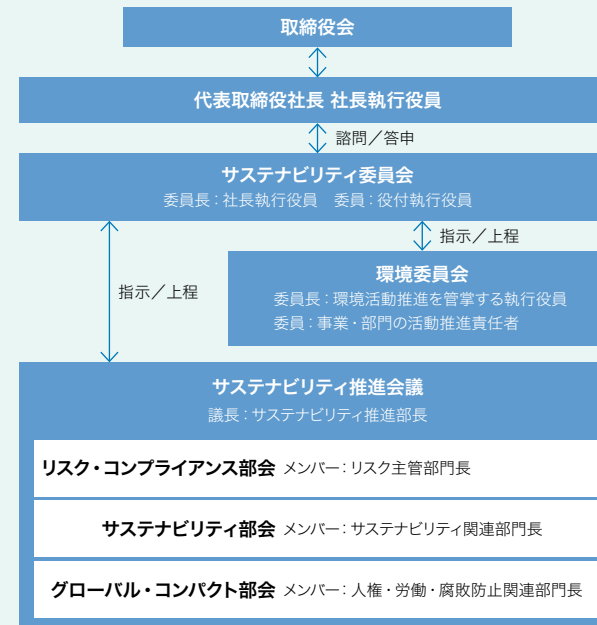 取締役会
代表取締役社長 社長執行役員
諮問／答申
サステナビリティ委員会
委員長：社長執行役員　委員：役付執行役員
指示／上程
環境委員会
委員長：環境活動推進を管掌する執行役員
委員：事業・部門の活動推進責任者
指示／上程
サステナビリティ推進会議
議長：サステナビリティ推進部長
リスク・コンプライアンス部会 メンバー：リスク主管部門長
サステナビリティ部会 メンバー：サステナビリティ関連部門長
グローバル・コンパクト部会 メンバー：人権・労働・腐敗防止関連部門長